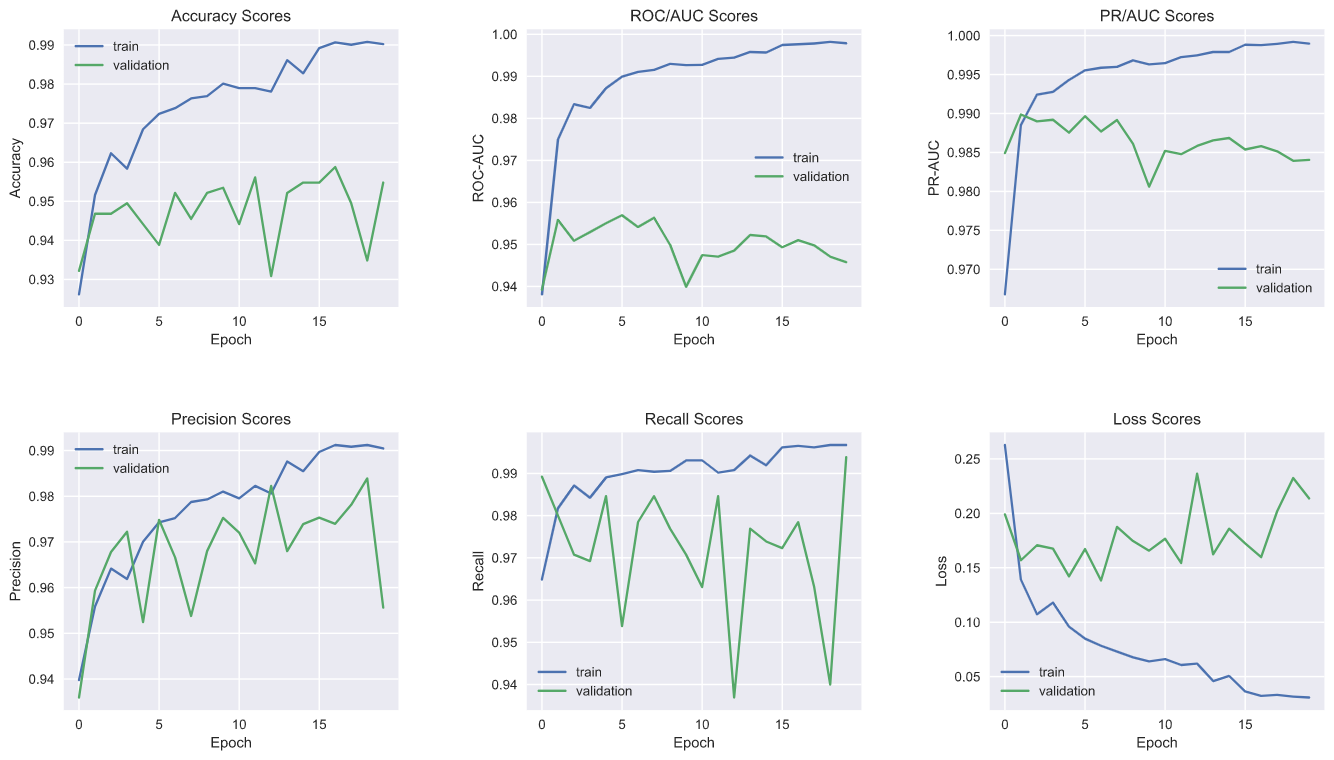 Accuracy Scores
0.99
0.98
0.97
0.96
0.95
0.94
0.93
Accuracy
train
validation
0
5
10
15
Epoch
ROC/AUC Scores
1.00
0.99
0.98
0.97
0.96
0.95
0.94
ROC-AUC
train
validation
0
5
10
15
Epoch
PR/AUC Scores
1.000
0.995
0.990
0.985
0.980
0.975
0.970
PR-AUC
train
validation
0
5
10
15
Epoch
Precision Scores
0.99
0.98
0.97
0.96
0.95
0.94
Precision
train
validation
0
5
10
15
Epoch
Recall Scores
0.99
0.98
0.97
0.96
0.95
0.94
Recall
train
validation
0
5
10
15
Epoch
Loss Scores
0.25
0.20
0.15
0.10
0.05
Loss
train
validation
0
5
10
15
Epoch